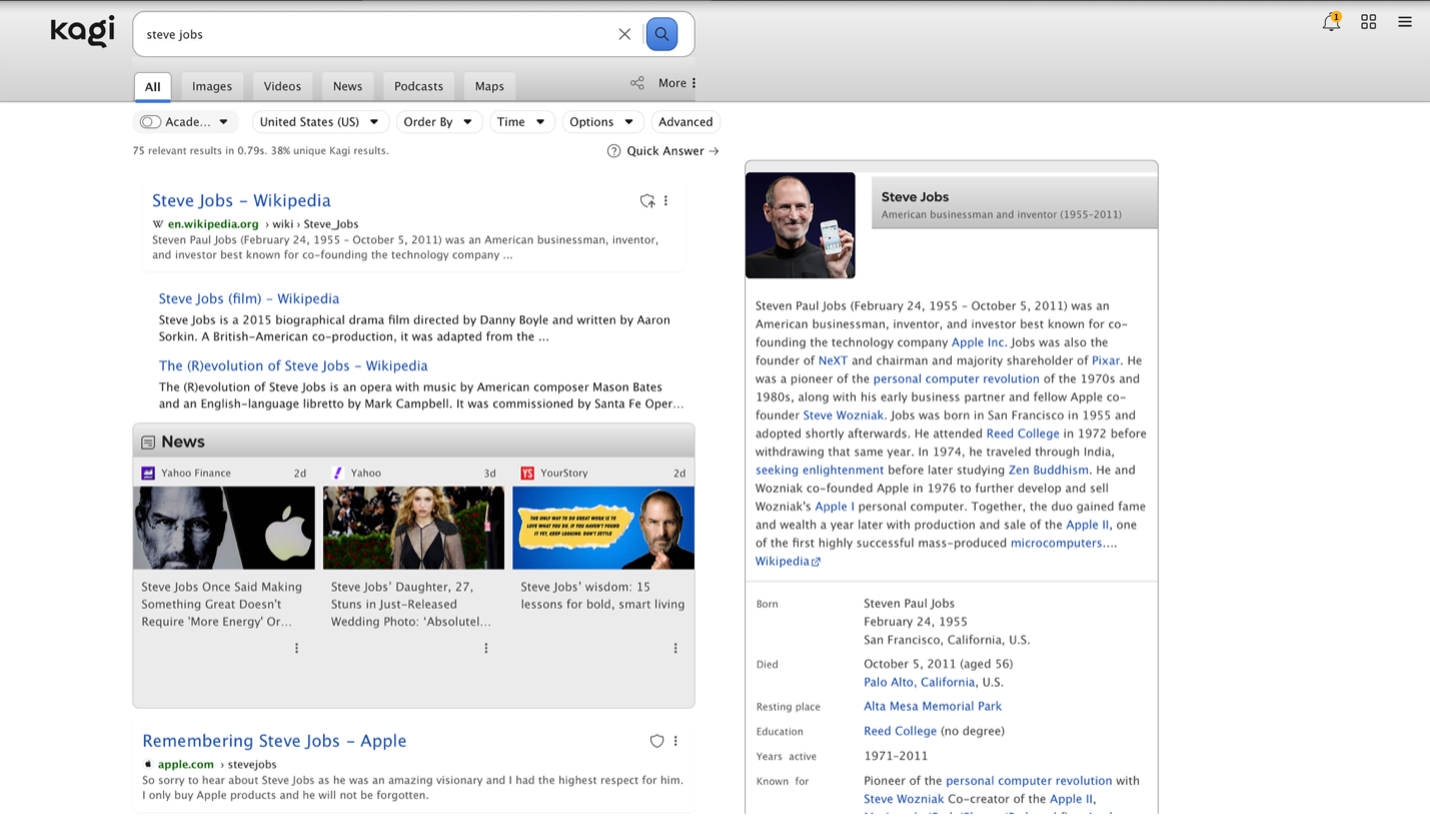 kagi
steve jobs
1
All Images Videos News Podcasts Maps More
Acade... United States (US) Order By Time Options Advanced
75 relevant results in 0.79s. 38% unique Kagi results. Quick Answer →
Steve Jobs - Wikipedia
W en.wikipedia.org › wiki › Steve_Jobs
Steven Paul Jobs (February 24, 1955 - October 5, 2011) was an American businessman, inventor,
and investor best known for co-founding the technology company ...
Steve Jobs (film) - Wikipedia
Steve Jobs is a 2015 biographical drama film directed by Danny Boyle and written by Aaron
Sorkin. A British-American co-production, it was adapted from the ...
The (R)evolution of Steve Jobs - Wikipedia
The (R)evolution of Steve Jobs is an opera with music by American composer Mason Bates
and an English-language libretto by Mark Campbell. It was commissioned by Santa Fe Oper...
News
Yahoo Finance 2d
Steve Jobs Once Said Making
Something Great Doesn't
Require 'More Energy' Or...
Yahoo 3d
Steve Jobs' Daughter, 27,
Stuns in Just-Released
Wedding Photo: 'Absolutel...
YS YourStory 2d
THE ONLY WAY TO DO GREAT WORK IS TO
LOVE WHAT YOU DO. IF YOU HAVEN'T FOUND
IT YET, KEEP LOOKING. DON'T SETTLE
Steve Jobs' wisdom: 15
lessons for bold, smart living
Remembering Steve Jobs - Apple
apple.com › stevejobs
So sorry to hear about Steve Jobs as he was an amazing visionary and I had the highest respect for him.
I only buy Apple products and he will not be forgotten.
Steve Jobs
American businessman and inventor (1955-2011)
Steven Paul Jobs (February 24, 1955 - October 5, 2011) was an
American businessman, inventor, and investor best known for co-
founding the technology company Apple Inc. Jobs was also the
founder of NeXT and chairman and majority shareholder of Pixar. He
was a pioneer of the personal computer revolution of the 1970s and
1980s, along with his early business partner and fellow Apple co-
founder Steve Wozniak. Jobs was born in San Francisco in 1955 and
adopted shortly afterwards. He attended Reed College in 1972 before
withdrawing that same year. In 1974, he traveled through India,
seeking enlightenment before later studying Zen Buddhism. He and
Wozniak co-founded Apple in 1976 to further develop and sell
Wozniak's Apple I personal computer. Together, the duo gained fame
and wealth a year later with production and sale of the Apple II, one
of the first highly successful mass-produced microcomputers....
Wikipedia
Born Steven Paul Jobs
February 24, 1955
San Francisco, California, U.S.
Died October 5, 2011 (aged 56)
Palo Alto, California, U.S.
Resting place Alta Mesa Memorial Park
Education Reed College (no degree)
Years active 1971-2011
Known for Pioneer of the personal computer revolution with
Steve Wozniak Co-creator of the Apple II,